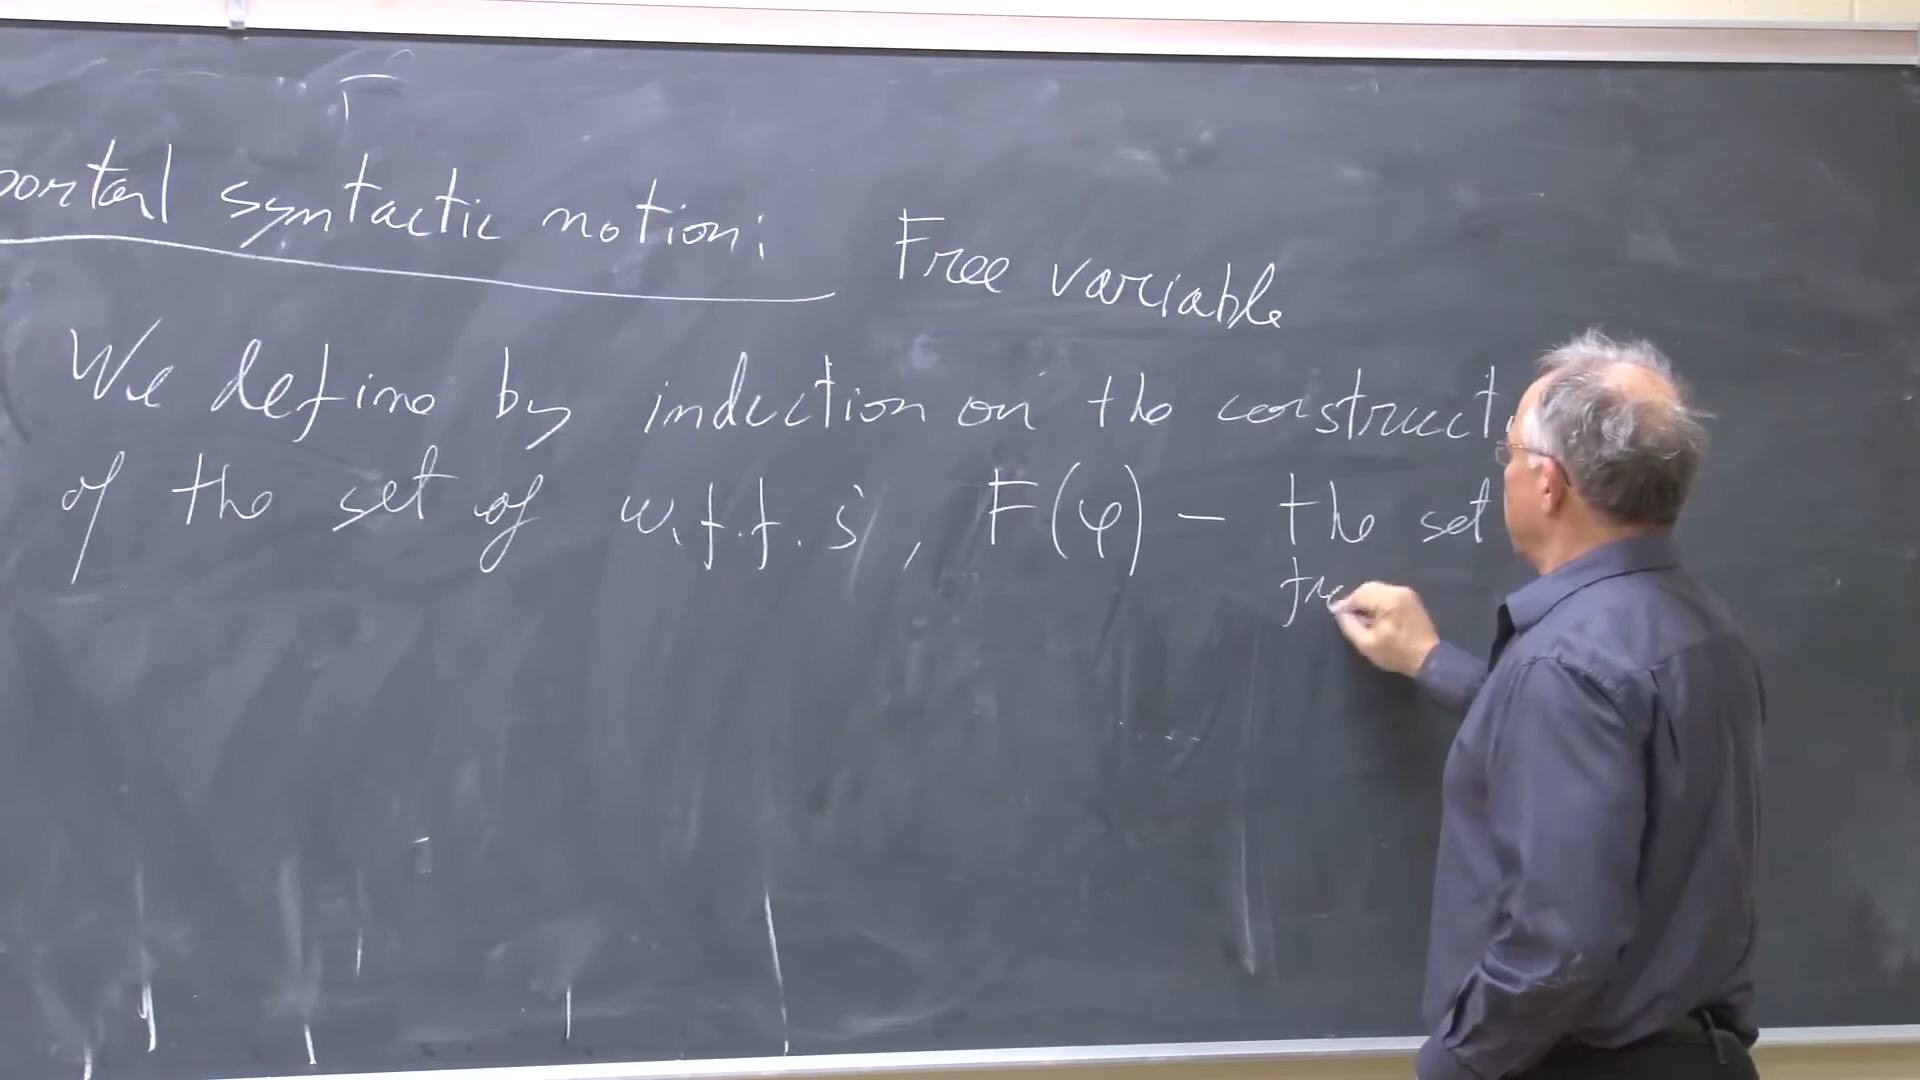 portant syntactic notion: Free variable
We define by induction on the construct
of the set of w.f.f.s, F(φ) – the set
fre